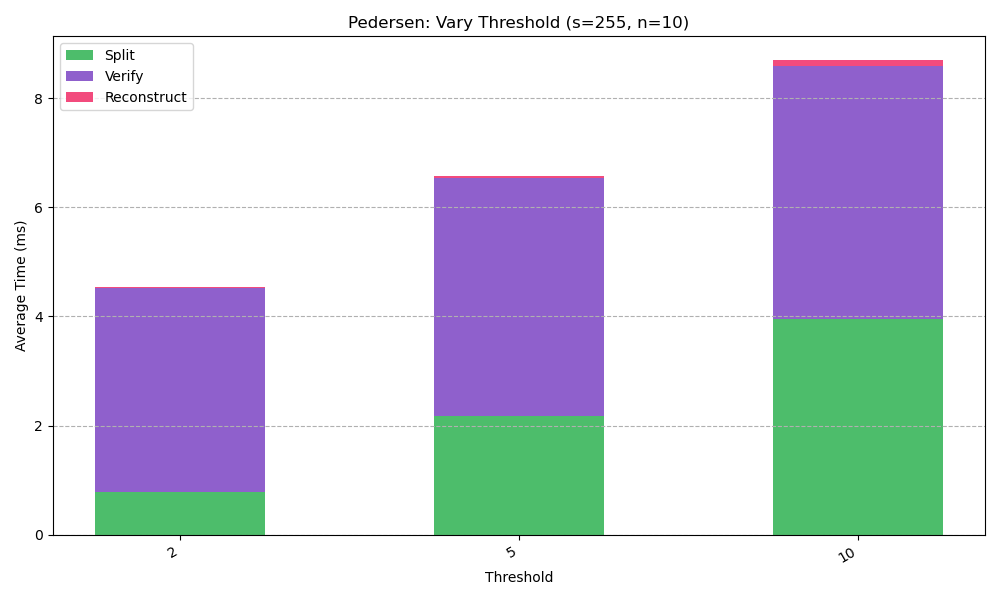 Pedersen: Vary Threshold (s=255, n=10)
Split
Verify
Reconstruct
Average Time (ms)
8
6
4
2
0
2
5
10
Threshold